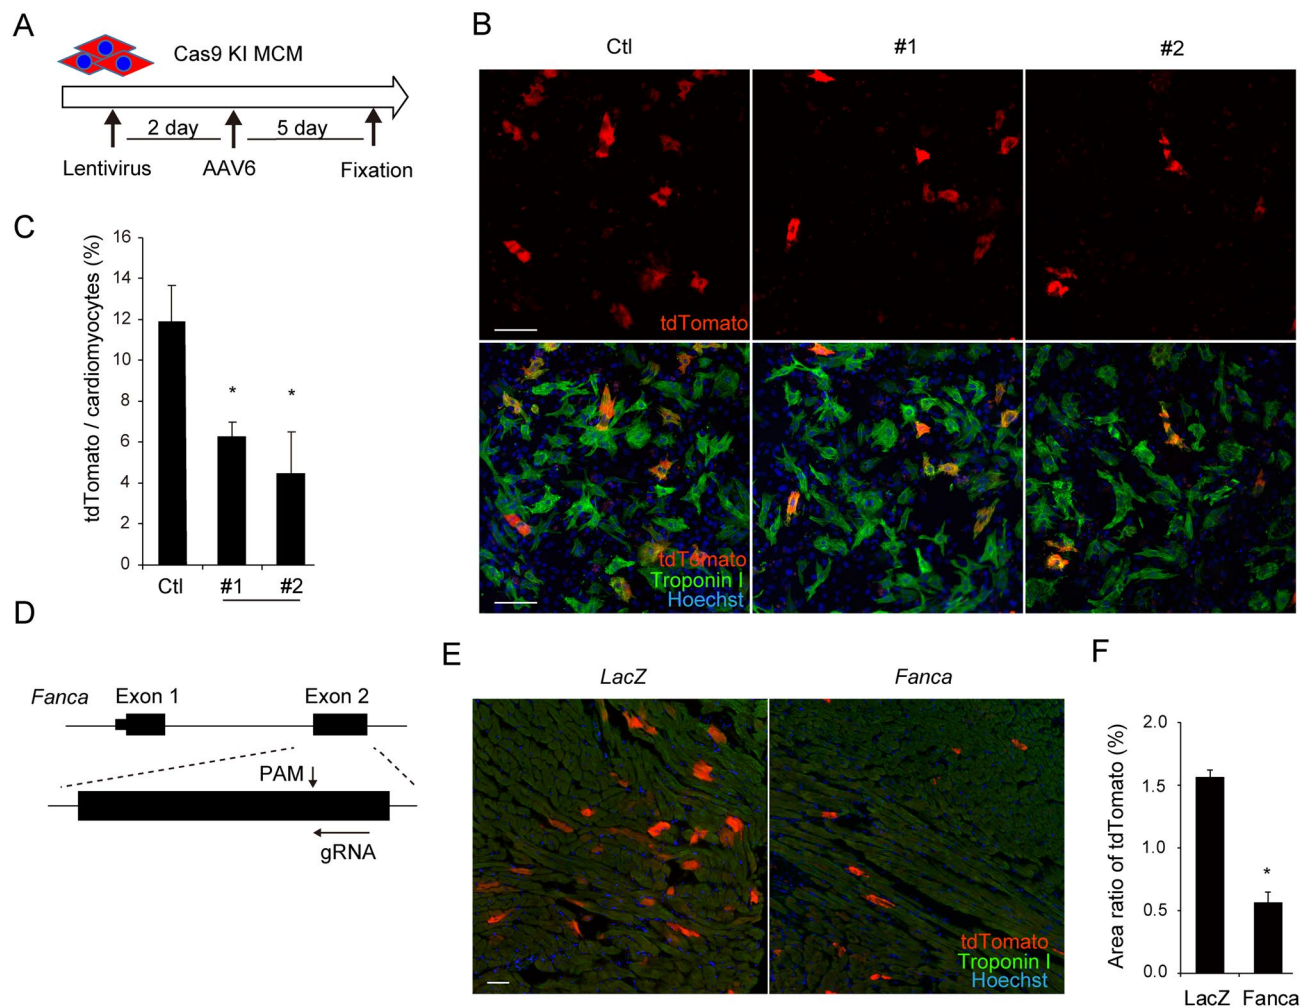 A
Cas9 KI MCM
2 day
5 day
Lentivirus
AAV6
Fixation
B
Ctl
#1
#2
tdTomato
tdTomato
Troponin I
Hoechst
C
tdTomato / cardiomyocytes (%)
16
14
12
10
8
6
4
2
0
*
*
Ctl
#1
#2
D
Fanca
Exon 1
Exon 2
PAM
gRNA
E
LacZ
Fanca
tdTomato
Troponin I
Hoechst
F
Area ratio of tdTomato (%)
2.0
1.5
1.0
0.5
0.0
*
LacZ
Fanca